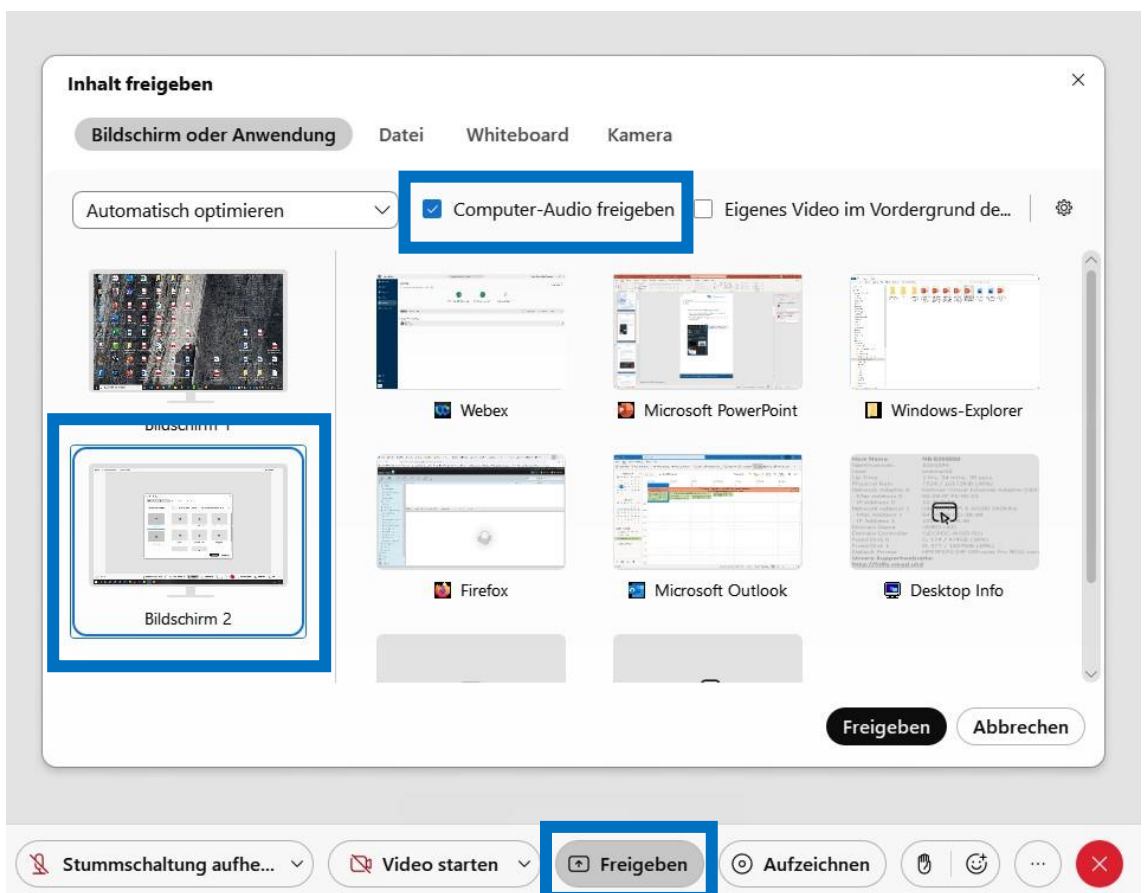 Inhalt freigeben
Bildschirm oder Anwendung Datei Whiteboard Kamera
Automatisch optimieren Computer-Audio freigeben Eigenes Video im Vordergrund de...
Bildschirm 1
Webex Microsoft PowerPoint Windows-Explorer
Bildschirm 2
Firefox Microsoft Outlook Desktop Info
Freigeben Abbrechen
Stummschaltung aufhe... Video starten Freigeben Aufzeichnen